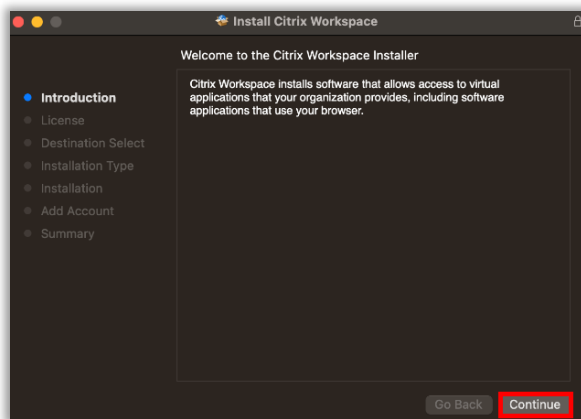 Install Citrix Workspace
Welcome to the Citrix Workspace Installer
Introduction
License
Destination Select
Installation Type
Installation
Add Account
Summary
Citrix Workspace installs software that allows access to virtual
applications that your organization provides, including software
applications that use your browser.
Go Back
Continue